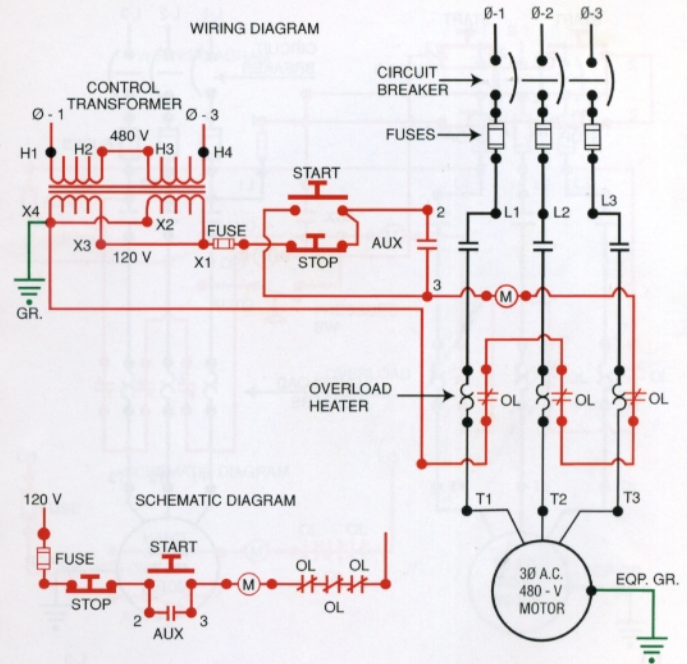 WIRING DIAGRAM
Ø-1 Ø-2 Ø-3
CIRCUIT
BREAKER
FUSES
CONTROL
TRANSFORMER
Ø - 1 Ø - 3
480 V
H1 H2 H3 H4
X4 X2
X3 120 V X1
FUSE
GR.
START
STOP
2
AUX
3
L1 L2 L3
M
OVERLOAD
HEATER
OL OL OL
T1 T2 T3
3Ø A.C.
480 - V
MOTOR
EQP. GR.
SCHEMATIC DIAGRAM
120 V
FUSE
STOP
START
2 3
AUX
M
OL OL
OL